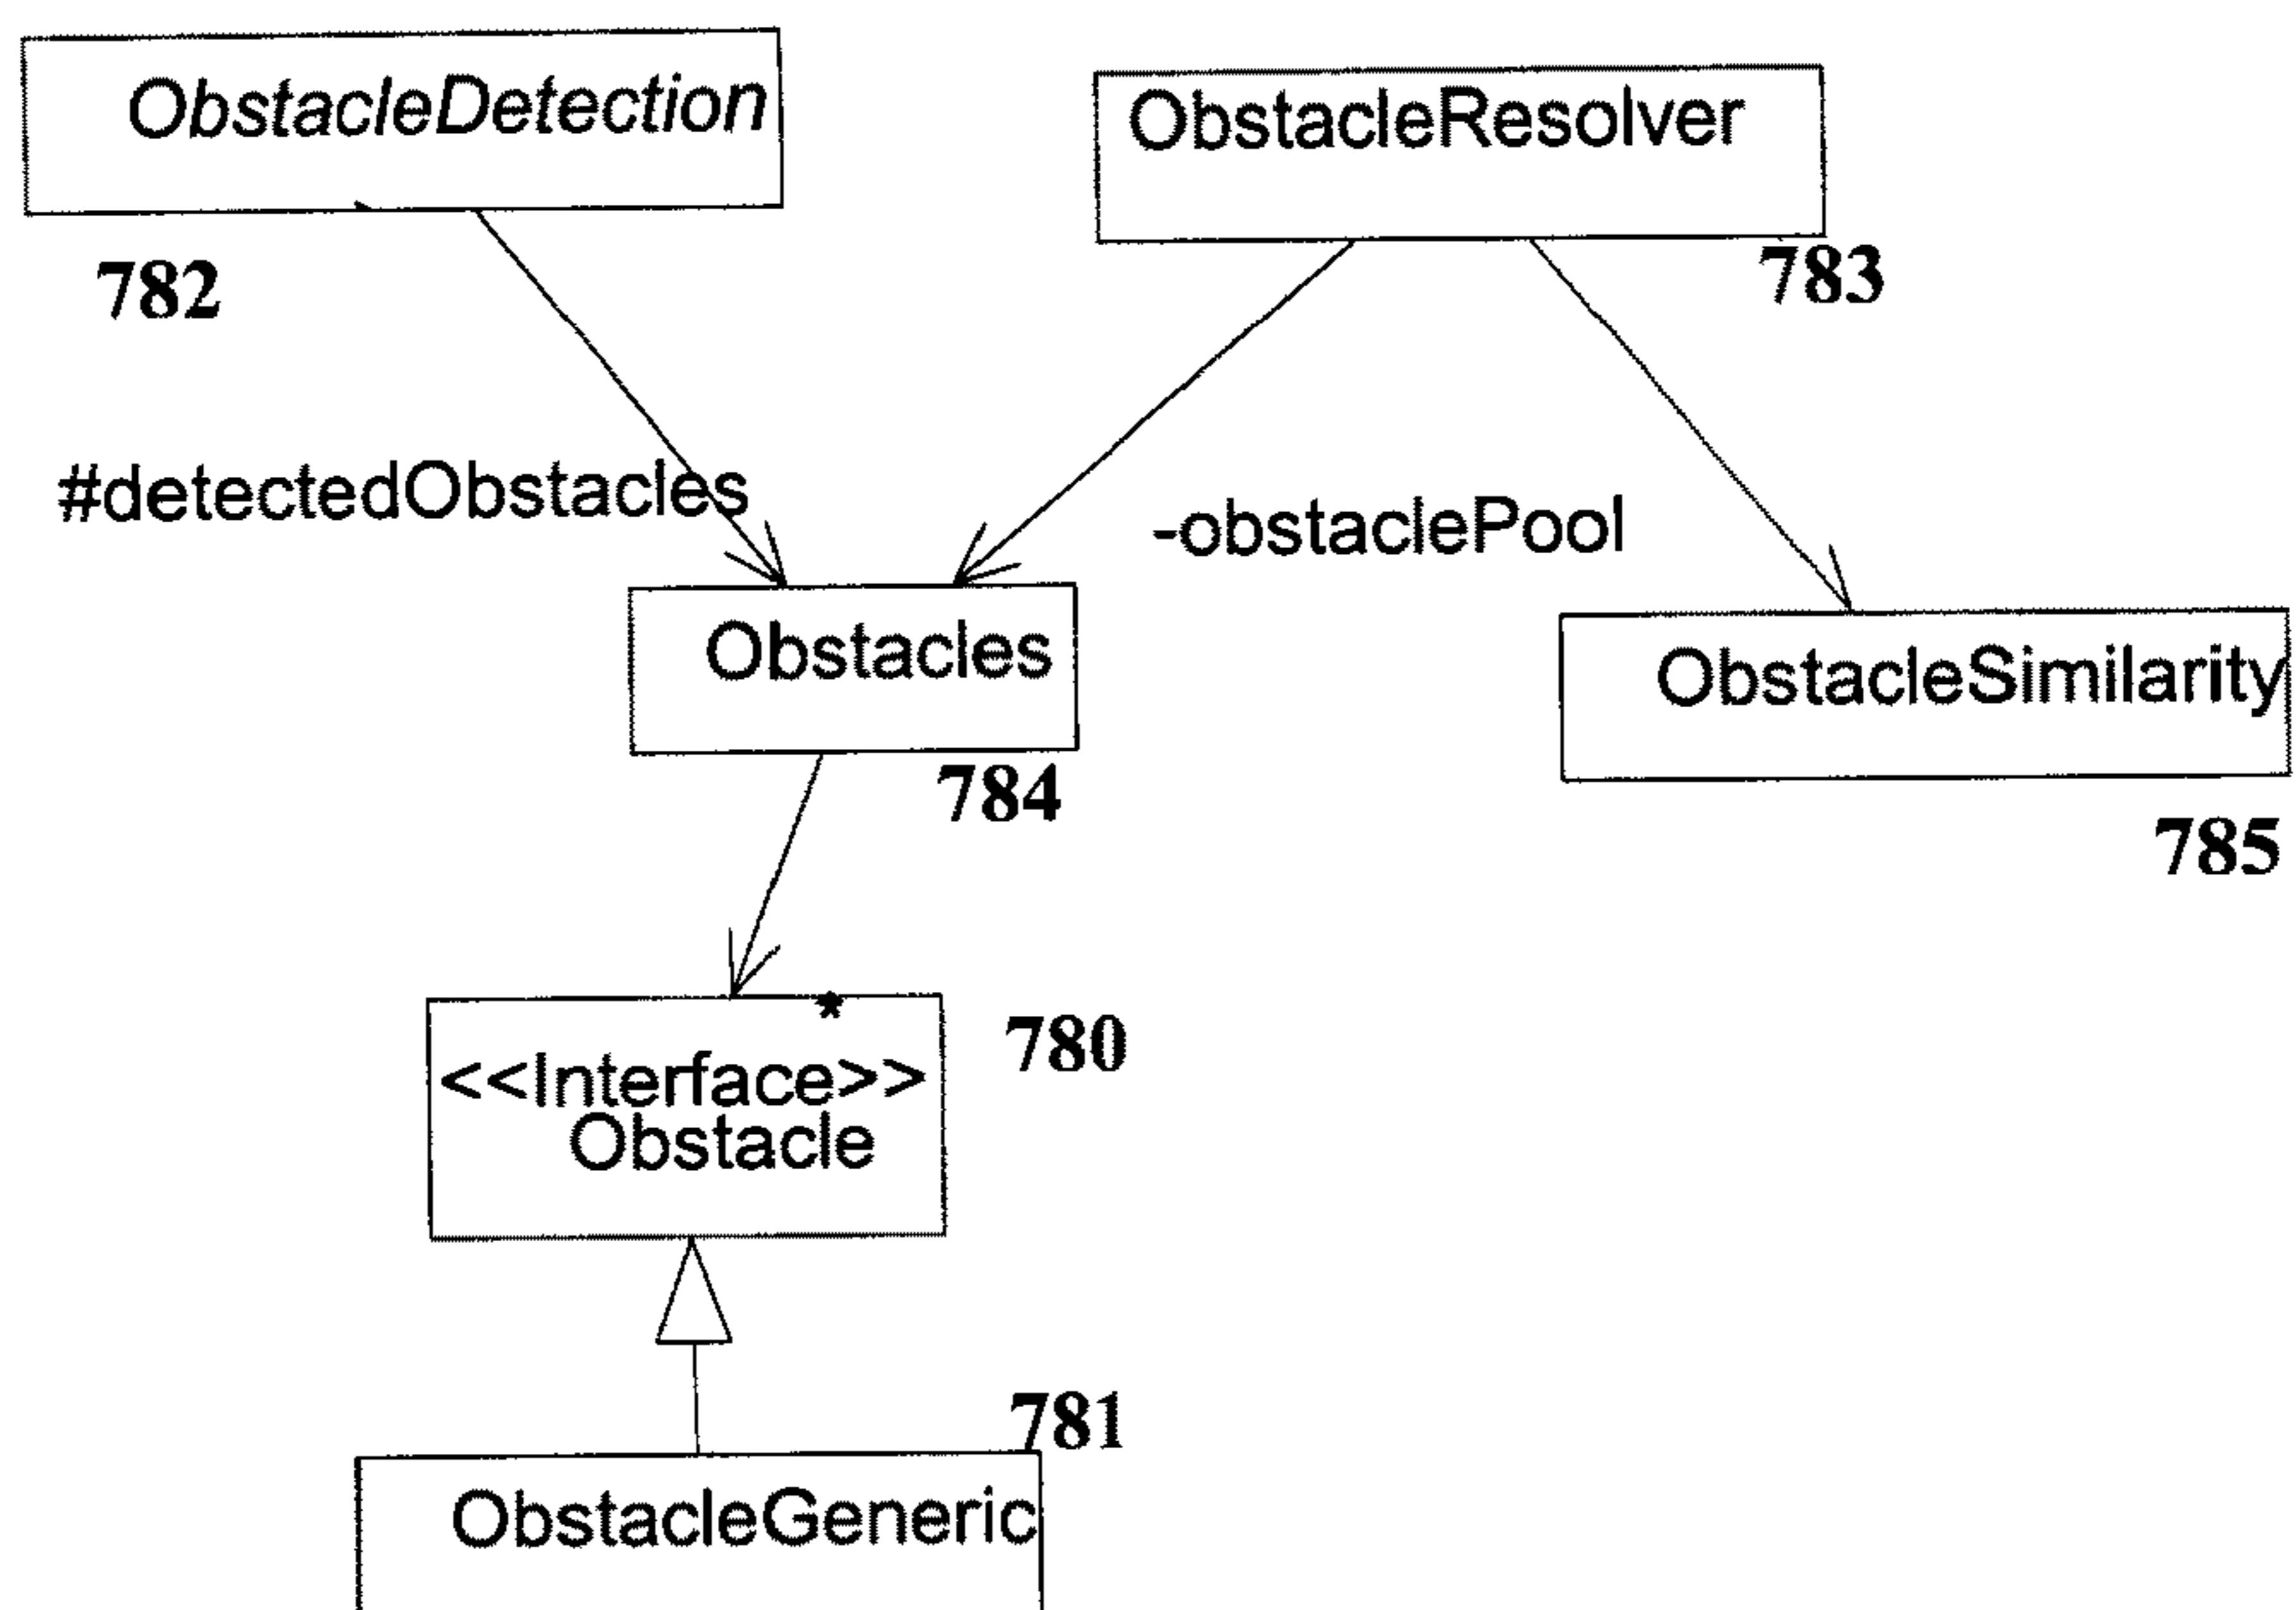 ObstacleDetection
782
ObstacleResolver
783
#detectedObstacles
-obstaclePool
Obstacles
784
ObstacleSimilarity
785
*
<<Interface>>
Obstacle
780
781
ObstacleGeneric